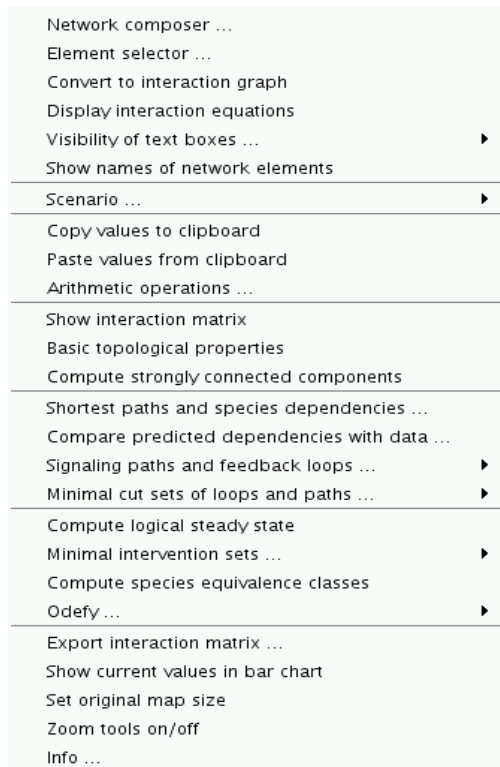 Network composer ...
Element selector ...
Convert to interaction graph
Display interaction equations
Visibility of text boxes ...
Show names of network elements
Scenario ...
Copy values to clipboard
Paste values from clipboard
Arithmetic operations ...
Show interaction matrix
Basic topological properties
Compute strongly connected components
Shortest paths and species dependencies ...
Compare predicted dependencies with data ...
Signaling paths and feedback loops ...
Minimal cut sets of loops and paths ...
Compute logical steady state
Minimal intervention sets ...
Compute species equivalence classes
Odefy ...
Export interaction matrix ...
Show current values in bar chart
Set original map size
Zoom tools on/off
Info ...